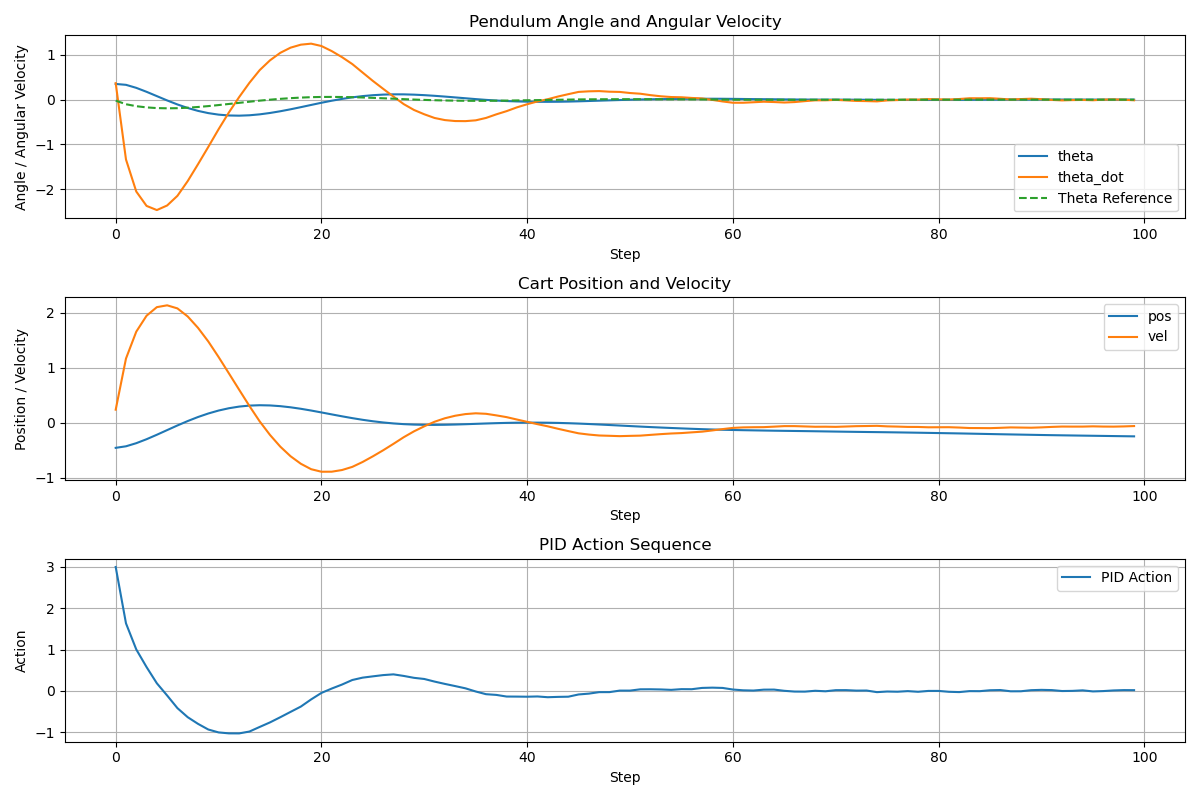 Pendulum Angle and Angular Velocity
Angle / Angular Velocity
1
0
−1
−2
theta
theta_dot
Theta Reference
0 20 40 60 80 100
Step
Cart Position and Velocity
Position / Velocity
2
1
0
−1
pos
vel
0 20 40 60 80 100
Step
PID Action Sequence
Action
3
2
1
0
−1
PID Action
0 20 40 60 80 100
Step